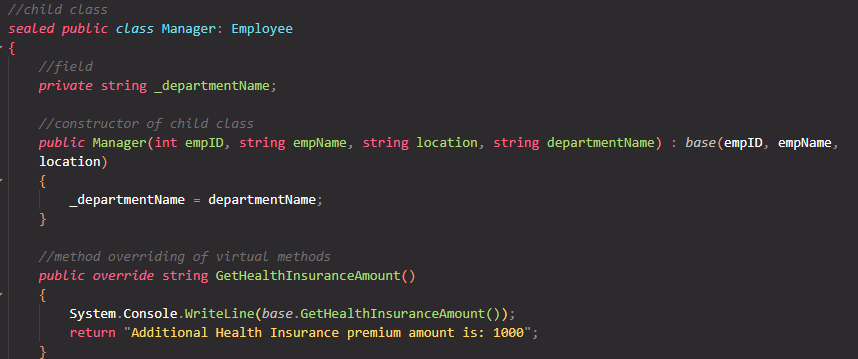 //child class
sealed public class Manager: Employee
{
//field
private string _departmentName;
//constructor of child class
public Manager(int empID, string empName, string location, string departmentName) : base(empID, empName,
location)
{
_departmentName = departmentName;
}
//method overriding of virtual methods
public override string GetHealthInsuranceAmount()
{
System.Console.WriteLine(base.GetHealthInsuranceAmount());
return "Additional Health Insurance premium amount is: 1000";
}